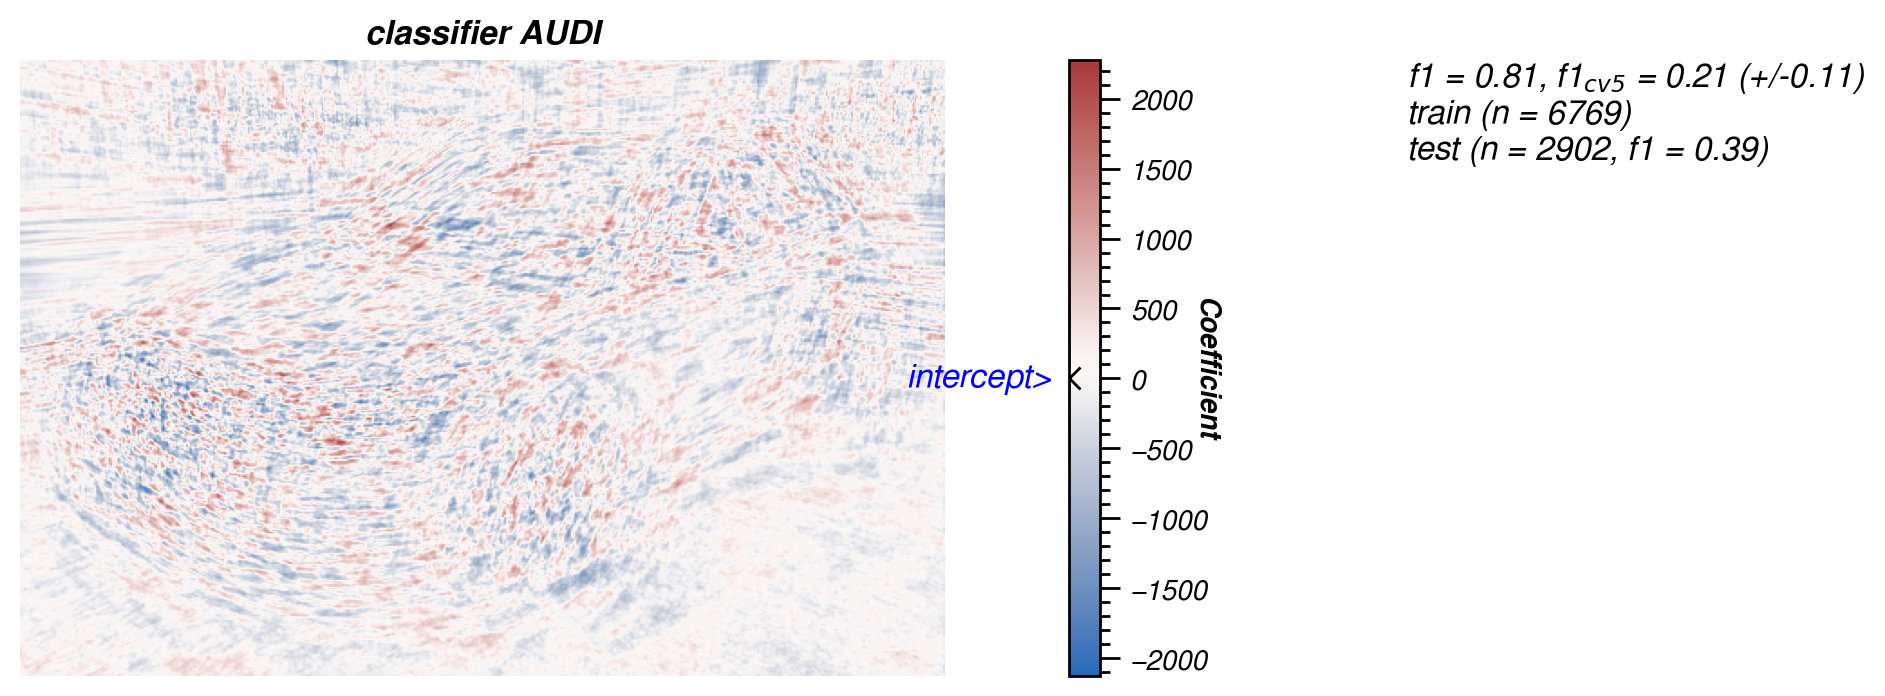 classifier AUDI
f1 = 0.81, f1cv5 = 0.21 (+/-0.11)
train (n = 6769)
test (n = 2902, f1 = 0.39)
2000
1500
1000
500
0
−500
−1000
−1500
−2000
intercept>
Coefficient